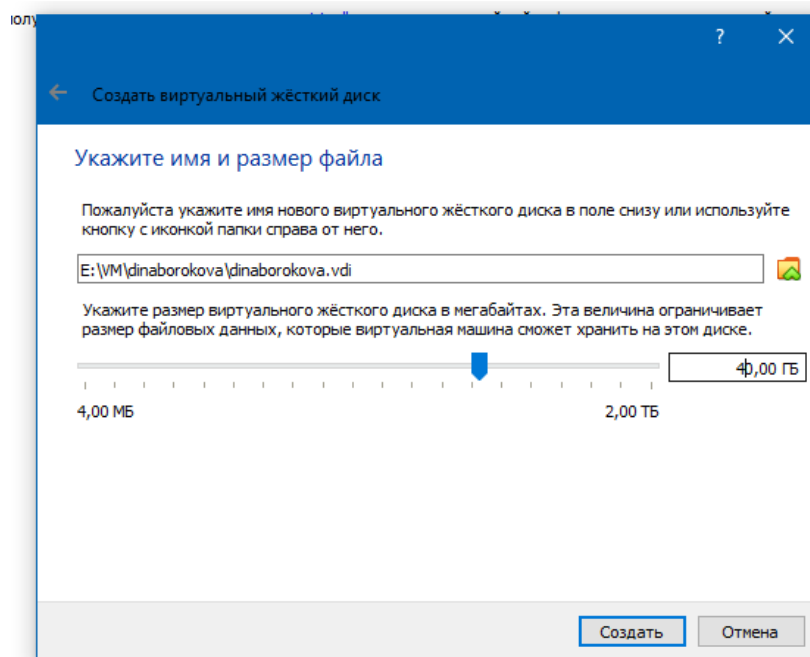 ?
Создать виртуальный жёсткий диск
Укажите имя и размер файла
Пожалуйста укажите имя нового виртуального жёсткого диска в поле снизу или используйте
кнопку с иконкой папки справа от него.
E:\VM\dinaborokova\dinaborokova.vdi
Укажите размер виртуального жёсткого диска в мегабайтах. Эта величина ограничивает
размер файловых данных, которые виртуальная машина сможет хранить на этом диске.
40,00 ГБ
4,00 МБ
2,00 ТБ
Создать
Отмена